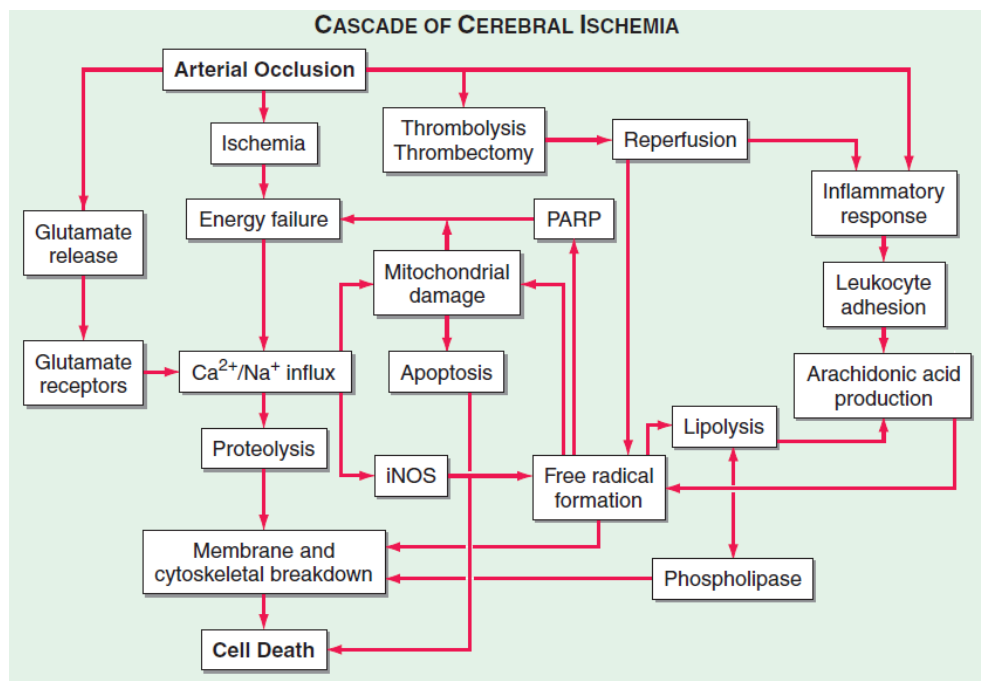 CASCADE OF CEREBRAL ISCHEMIA
Arterial Occlusion
Ischemia
Thrombolysis
Thrombectomy
Reperfusion
Inflammatory
response
Energy failure
PARP
Glutamate
release
Mitochondrial
damage
Leukocyte
adhesion
Glutamate
receptors
Ca²⁺/Na⁺ influx
Apoptosis
Arachidonic acid
production
Lipolysis
Proteolysis
iNOS
Free radical
formation
Membrane and
cytoskeletal breakdown
Phospholipase
Cell Death